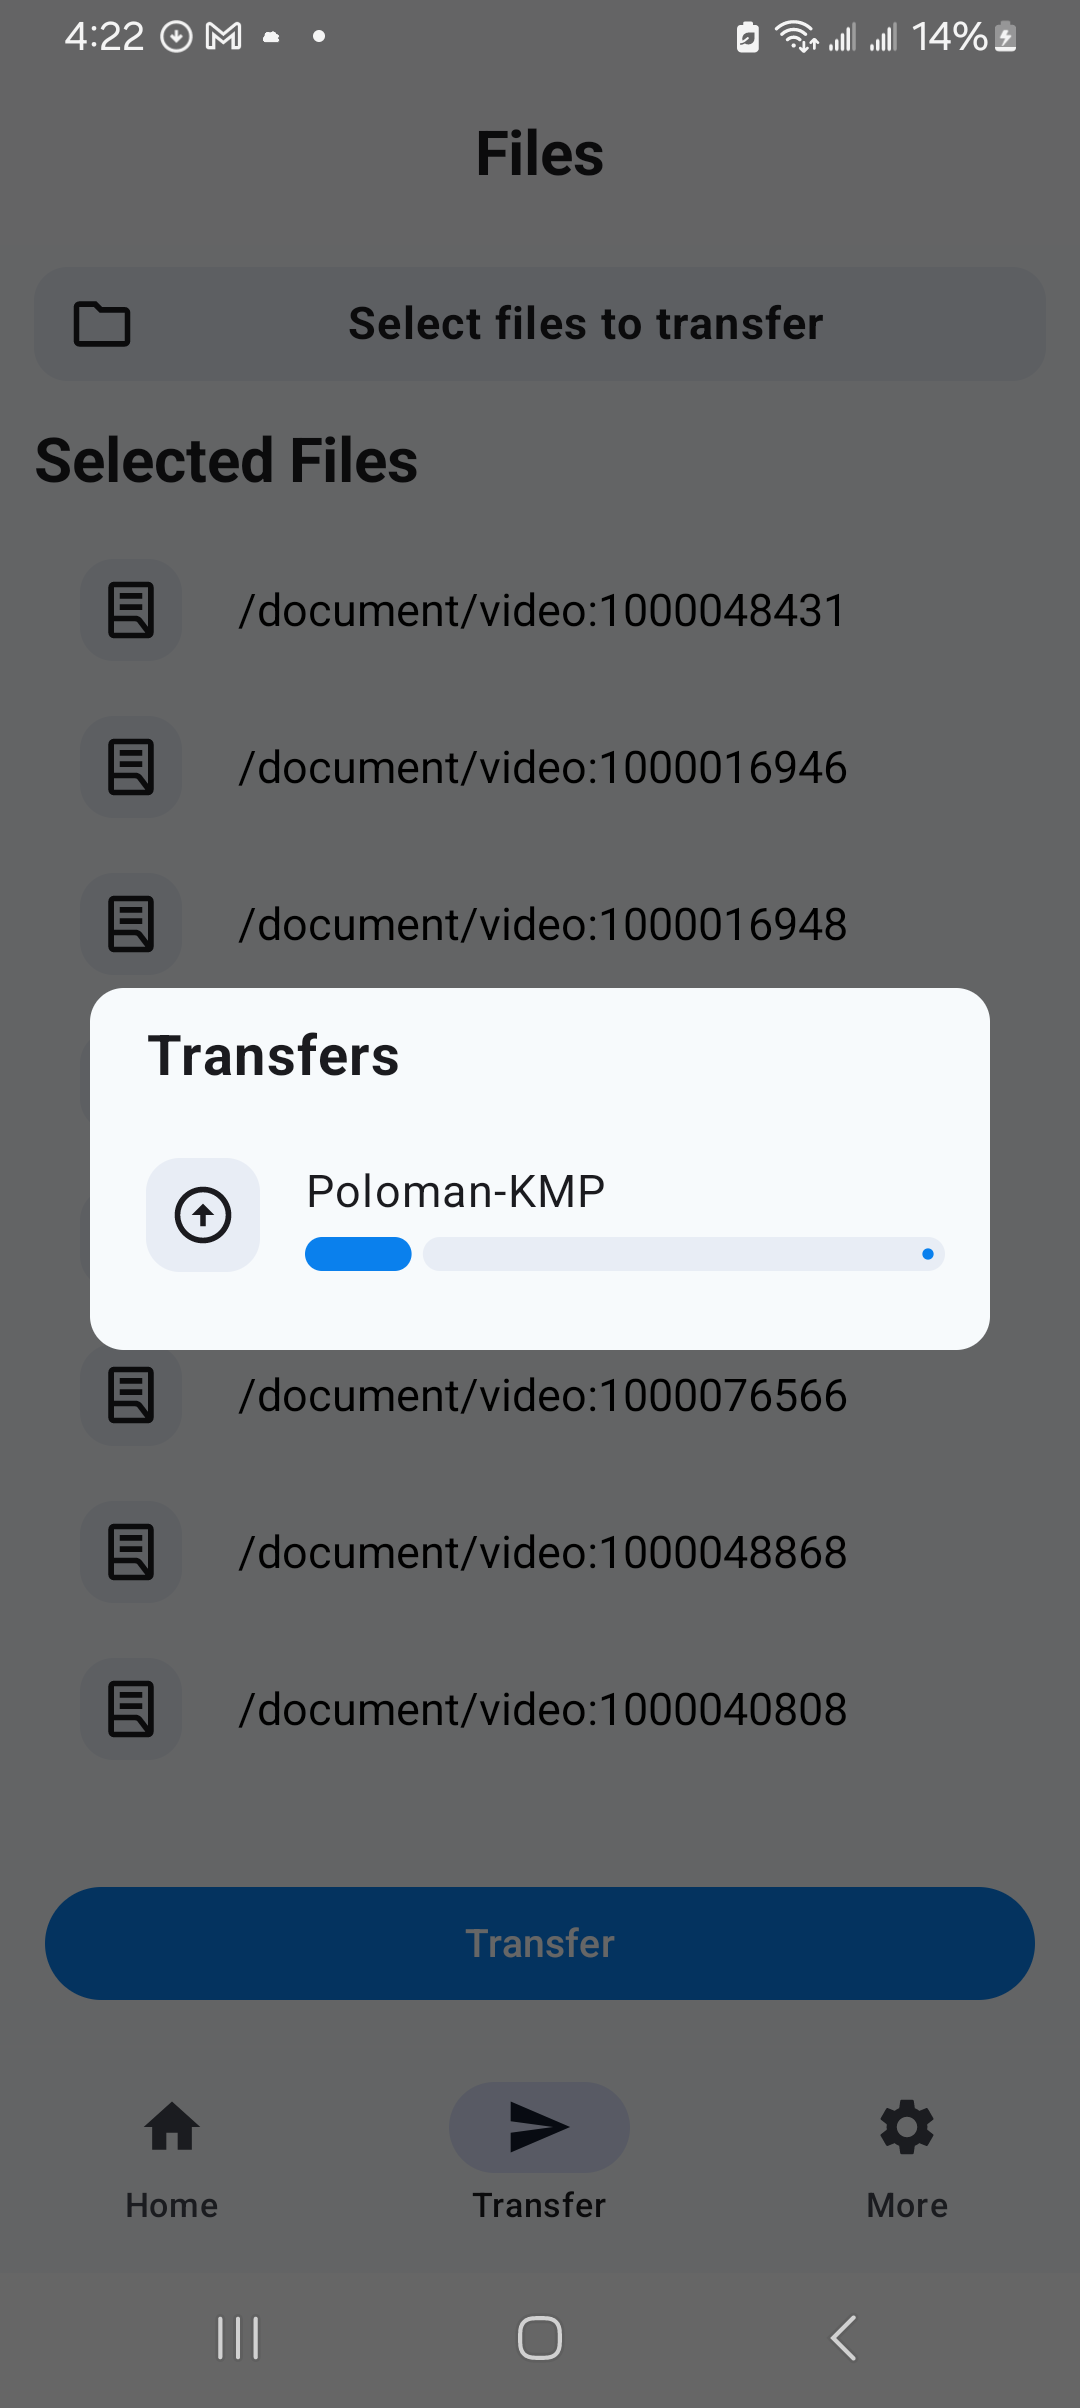 4:22
14%
Files
Select files to transfer
Selected Files
/document/video:1000048431
/document/video:1000016946
/document/video:1000016948
Transfers
Poloman-KMP
/document/video:1000076566
/document/video:1000048868
/document/video:1000040808
Transfer
Home
Transfer
More